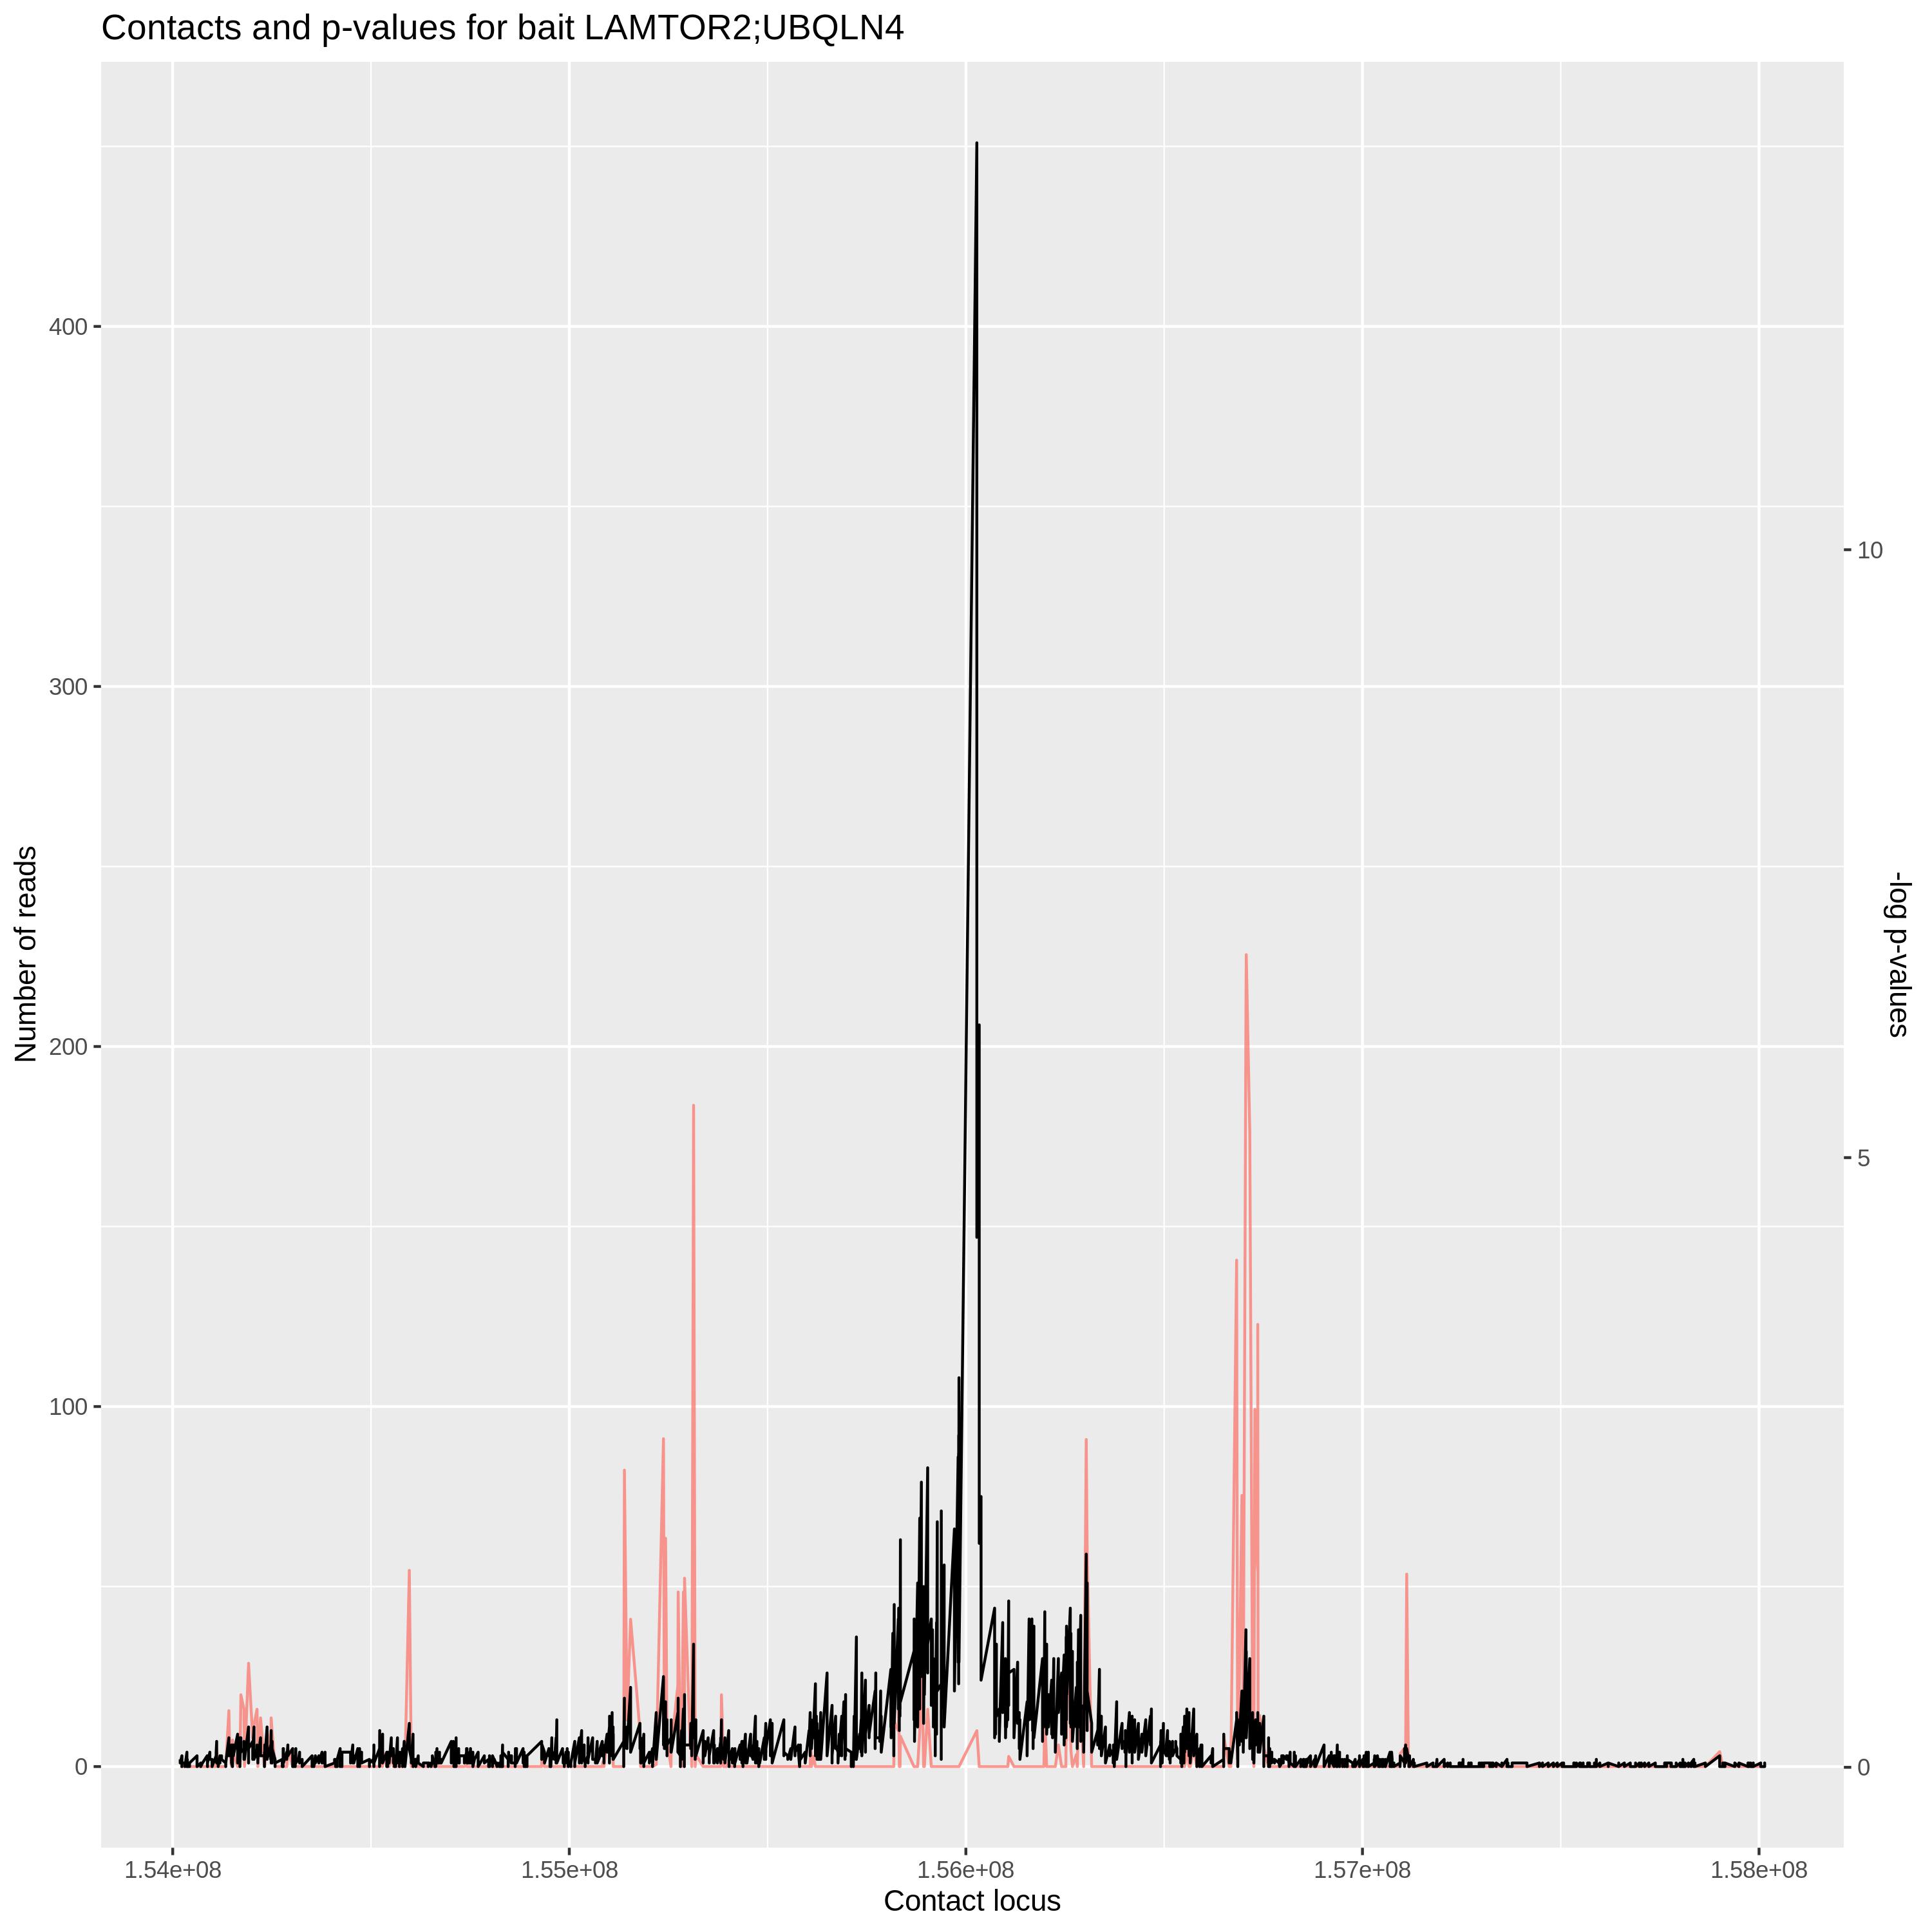 Contacts and p-values for bait LAMTOR2;UBQLN4
400
300
200
100
0
Number of reads
10
5
0
-log p-values
1.54e+08
1.55e+08
1.56e+08
1.57e+08
1.58e+08
Contact locus